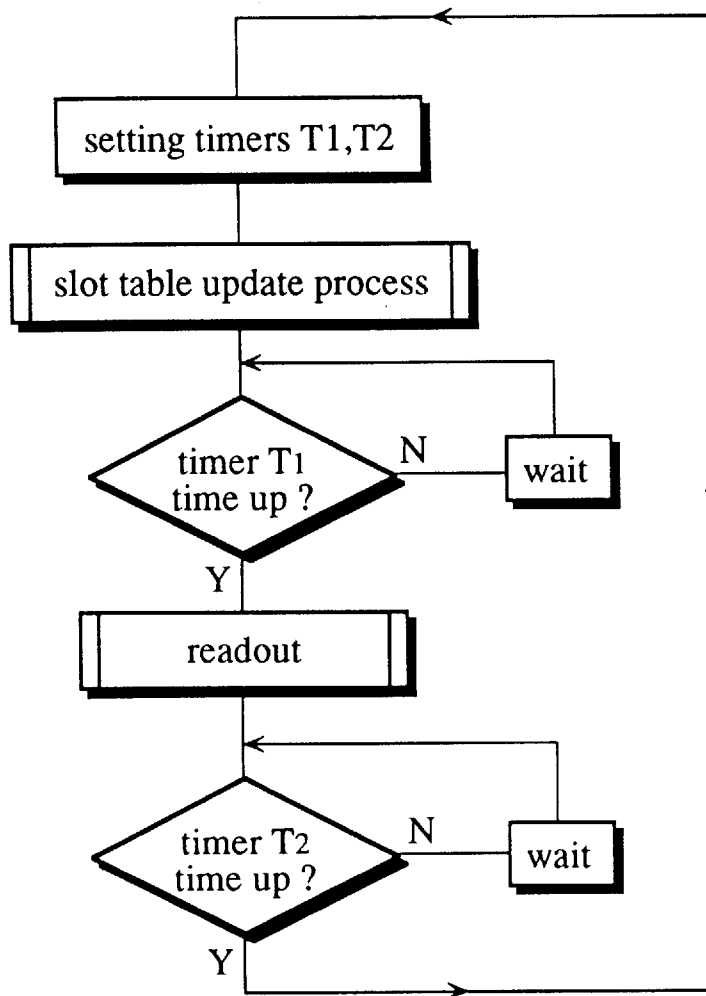 setting timers T1,T2
slot table update process
timer T1
time up ?
N
wait
Y
readout
timer T2
time up ?
N
wait
Y